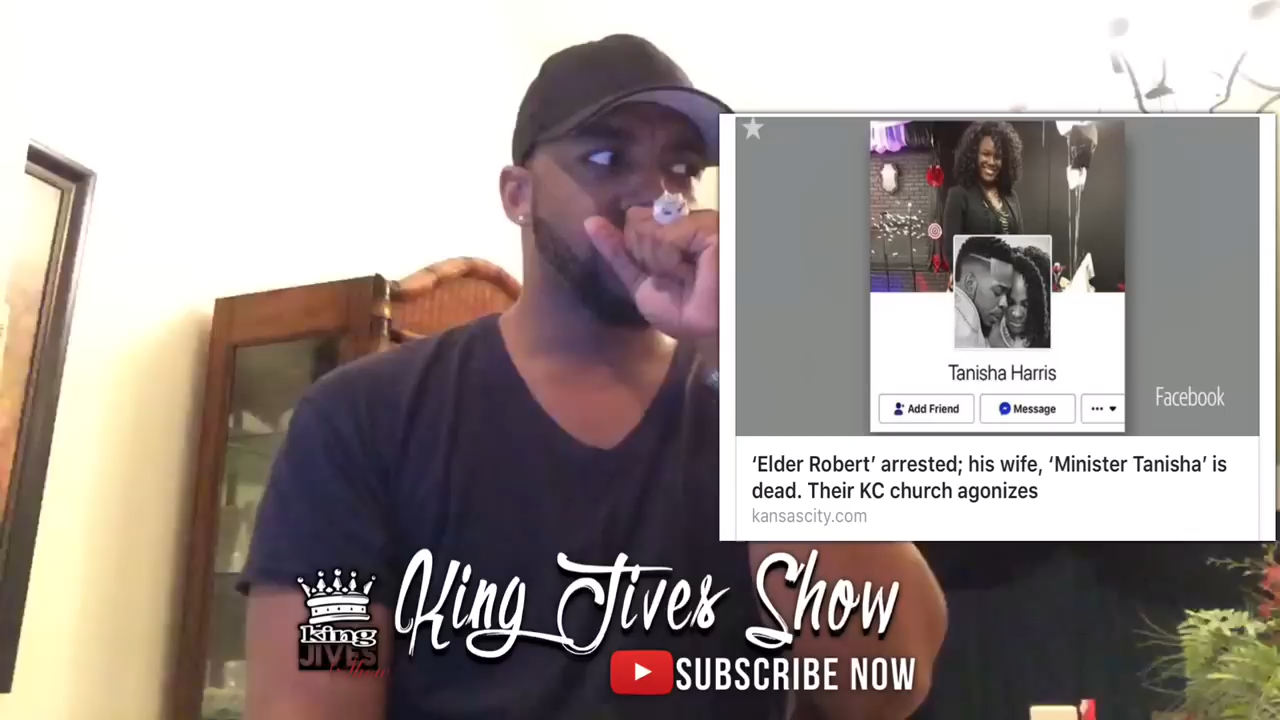 Tanisha Harris
Add Friend
Message
Facebook
‘Elder Robert’ arrested; his wife, ‘Minister Tanisha’ is
dead. Their KC church agonizes
kansascity.com
King Jives Show
king
JIVES
Show
SUBSCRIBE NOW